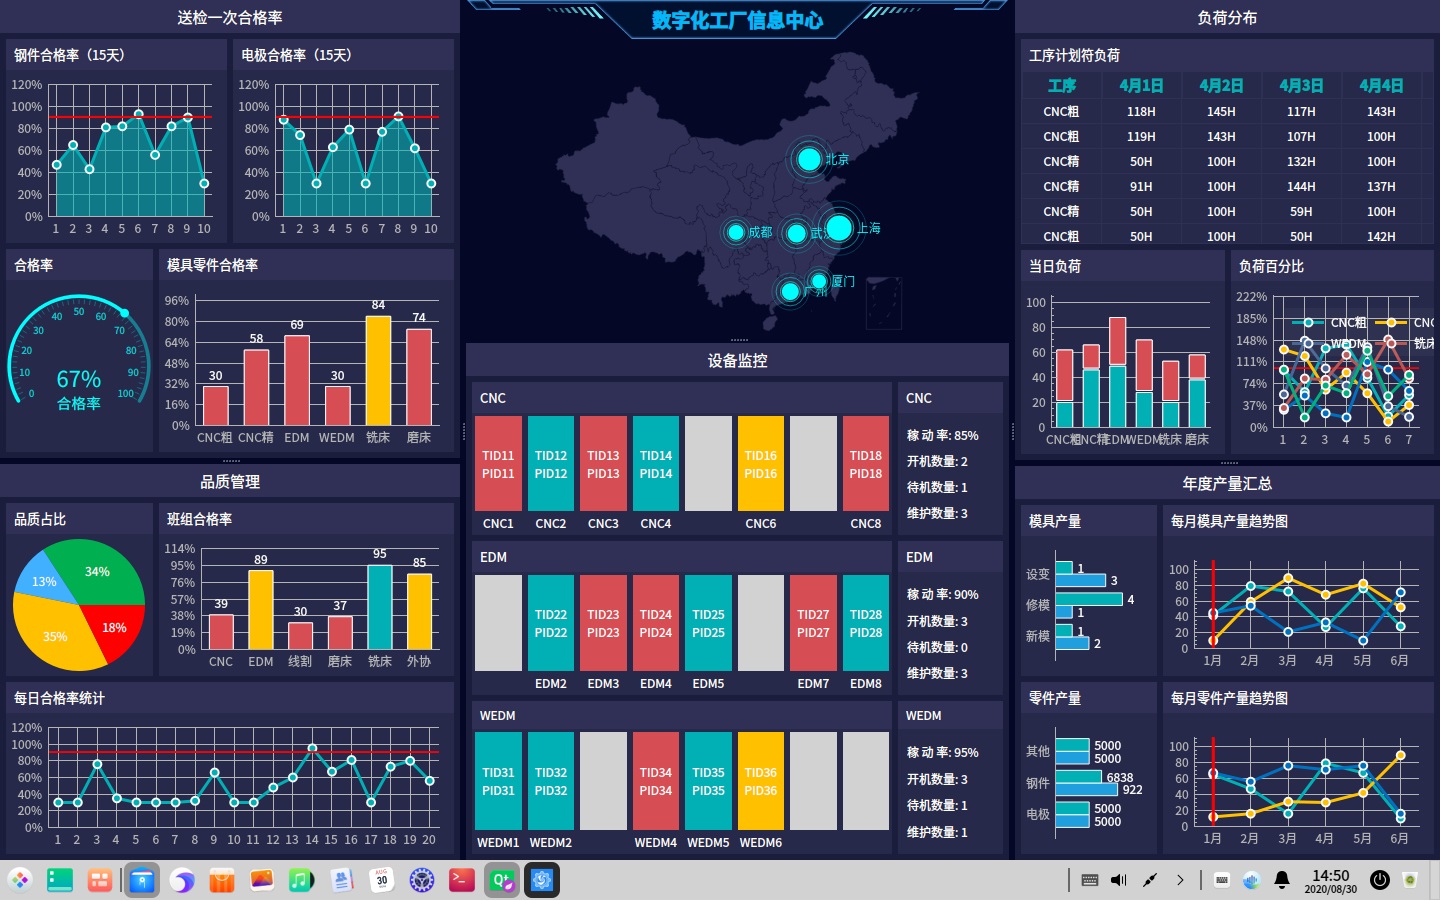 送检一次合格率
钢件合格率（15天）
120%
100%
80%
60%
40%
20%
0%
1 2 3 4 5 6 7 8 9 10
电极合格率（15天）
120%
100%
80%
60%
40%
20%
0%
1 2 3 4 5 6 7 8 9 10
合格率
0 10 20 30 40 50 60 70 80 90 100
67%
合格率
模具零件合格率
96%
80%
64%
48%
32%
16%
0%
30 58 69 30 84 74
CNC粗 CNC精 EDM WEDM 铣床 磨床
品质管理
品质占比
34%
13%
35%
18%
班组合格率
114%
95%
76%
57%
38%
19%
0%
39 89 30 37 95 85
CNC EDM 线割 磨床 铣床 外协
每日合格率统计
120%
100%
80%
60%
40%
20%
0%
1 2 3 4 5 6 7 8 9 10 11 12 13 14 15 16 17 18 19 20
数字化工厂信息中心
北京
成都
武汉
上海
厦门
广州
设备监控
CNC
TID11 TID12 TID13 TID14 TID16 TID18
PID11 PID12 PID13 PID14 PID16 PID18
CNC1 CNC2 CNC3 CNC4 CNC6 CNC8
CNC
稼 动 率: 85%
开机数量: 2
待机数量: 1
维护数量: 3
EDM
TID22 TID23 TID24 TID25 TID27 TID28
PID22 PID23 PID24 PID25 PID27 PID28
EDM2 EDM3 EDM4 EDM5 EDM7 EDM8
EDM
稼 动 率: 90%
开机数量: 3
待机数量: 0
维护数量: 3
WEDM
TID31 TID32 TID34 TID35 TID36
PID31 PID32 PID34 PID35 PID36
WEDM1 WEDM2 WEDM4 WEDM5 WEDM6
WEDM
稼 动 率: 95%
开机数量: 3
待机数量: 1
维护数量: 1
负荷分布
工序计划符负荷
工序 4月1日 4月2日 4月3日 4月4日
CNC粗 118H 145H 117H 143H
CNC粗 119H 143H 107H 100H
CNC精 50H 100H 132H 100H
CNC精 91H 100H 144H 137H
CNC精 50H 100H 59H 100H
CNC粗 50H 100H 50H 142H
当日负荷
100
80
60
40
20
0
CNC粗 CNC精 EDM WEDM 铣床 磨床
负荷百分比
222%
185%
148%
111%
74%
37%
0%
CNC粗 CNC
WEDM 铣床
1 2 3 4 5 6 7
年度产量汇总
模具产量
设变 1 3
修模 4 1
新模 1 2
每月模具产量趋势图
100
80
60
40
20
0
1月 2月 3月 4月 5月 6月
零件产量
其他 5000 5000
钢件 6838 922
电极 5000 5000
每月零件产量趋势图
100
80
60
40
20
0
1月 2月 3月 4月 5月 6月
AUG
30
14:50
2020/08/30